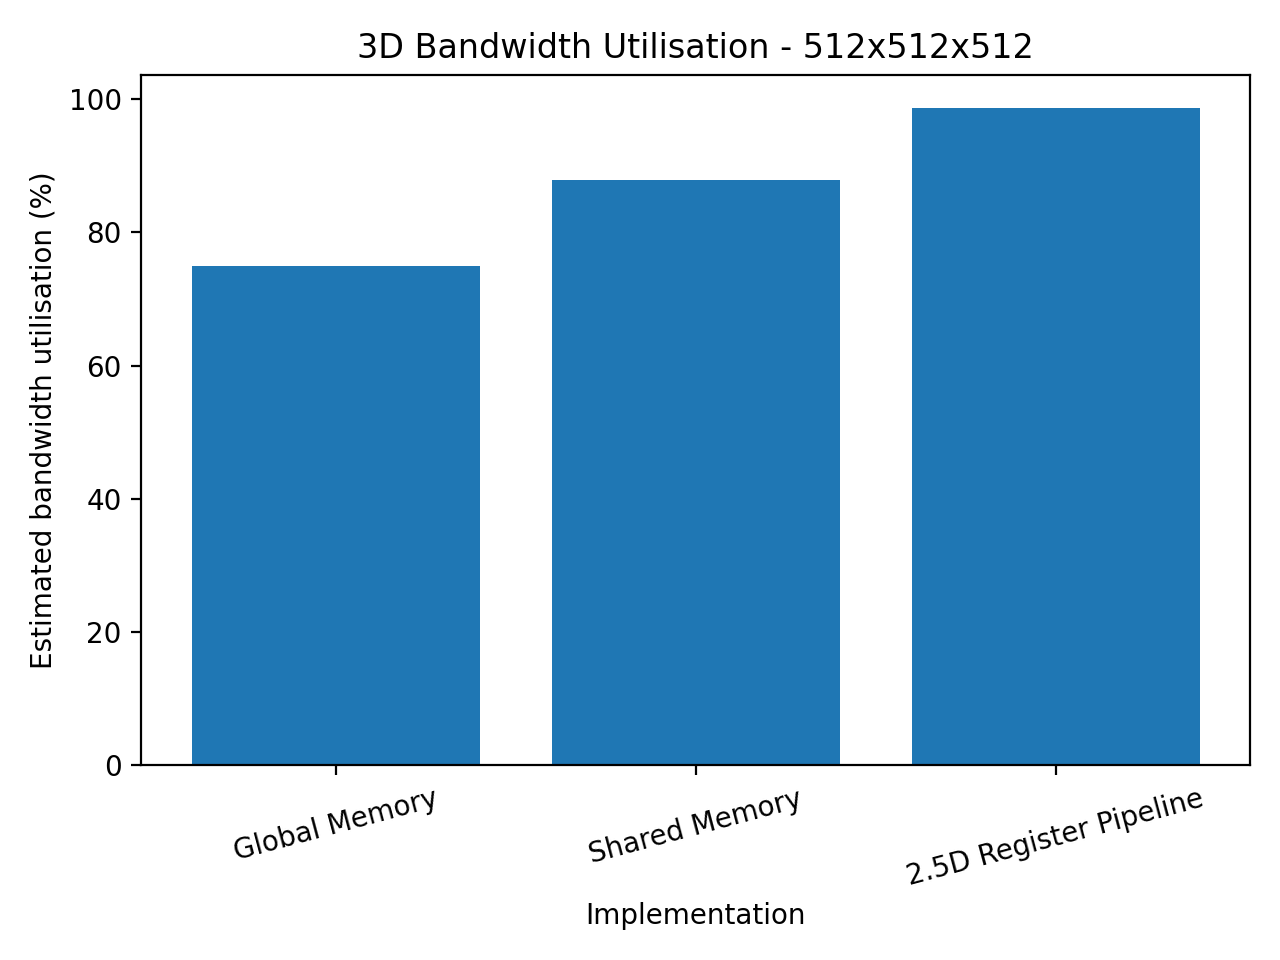 3D Bandwidth Utilisation - 512x512x512
Estimated bandwidth utilisation (%)
100
80
60
40
20
0
Global Memory
Shared Memory
2.5D Register Pipeline
Implementation